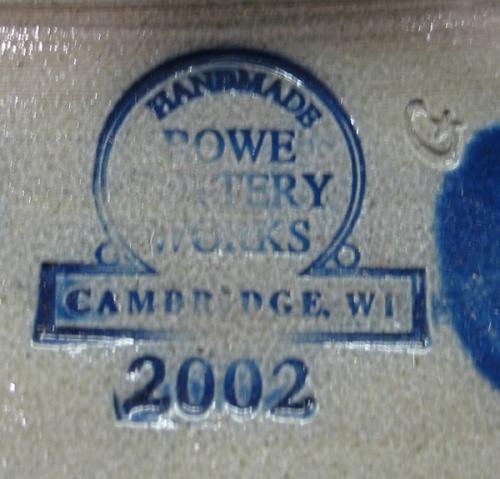 HANDMADE
ROWE
POTTERY
WORKS
CAMBRIDGE, WI
2002